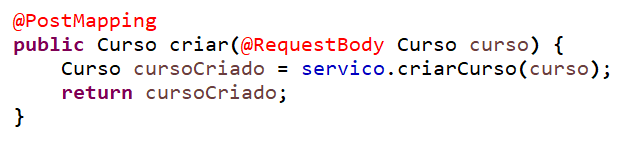 @PostMapping
public Curso criar(@RequestBody Curso curso) {
    Curso cursoCriado = servico.criarCurso(curso);
    return cursoCriado;
}